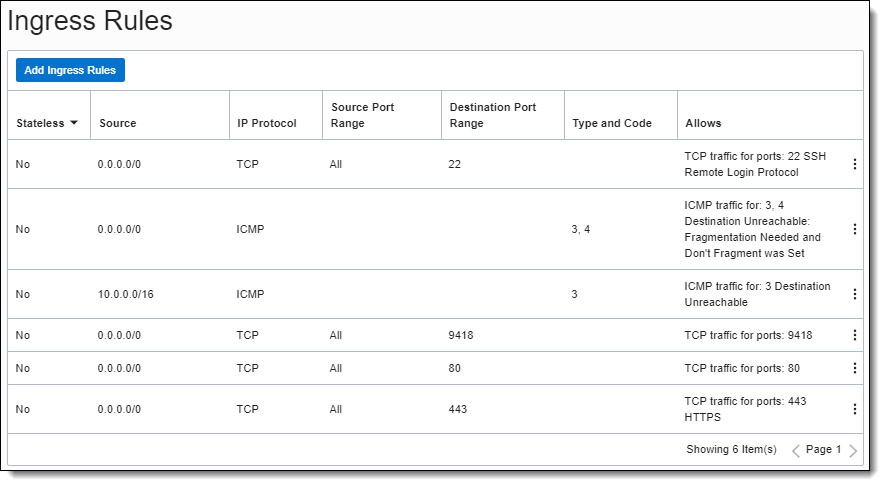 Ingress Rules
Add Ingress Rules
Stateless Source IP Protocol Source Port Range Destination Port Range Type and Code Allows
No 0.0.0.0/0 TCP All 22 TCP traffic for ports: 22 SSH
Remote Login Protocol
No 0.0.0.0/0 ICMP 3, 4 ICMP traffic for: 3, 4
Destination Unreachable:
Fragmentation Needed and
Don't Fragment was Set
No 10.0.0.0/16 ICMP 3 ICMP traffic for: 3 Destination
Unreachable
No 0.0.0.0/0 TCP All 9418 TCP traffic for ports: 9418
No 0.0.0.0/0 TCP All 80 TCP traffic for ports: 80
No 0.0.0.0/0 TCP All 443 TCP traffic for ports: 443
HTTPS
Showing 6 Item(s) Page 1